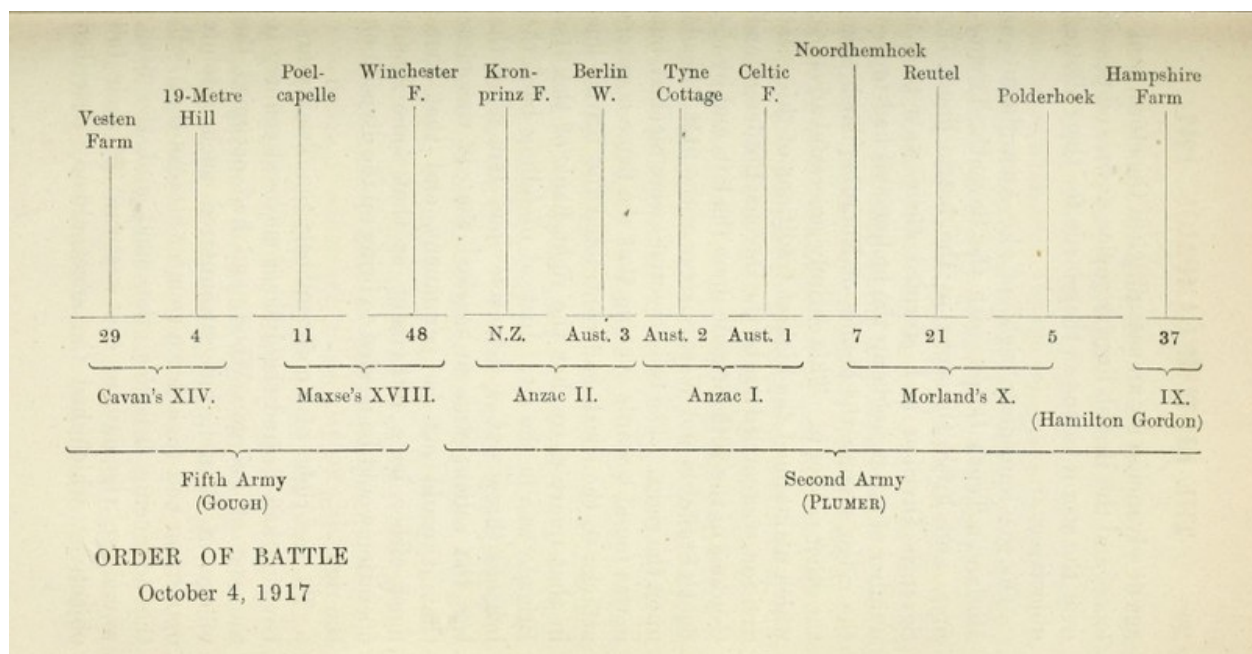 Noordhemhoek
Poel-
capelle
Winchester
F.
Kron-
prinz F.
Berlin
W.
Tyne
Cottage
Celtic
F.
Reutel
Hampshire
Farm
19-Metre
Hill
Polderhoek
Vesten
Farm
29 4 11 48 N.Z. Aust. 3 Aust. 2 Aust. 1 7 21 5 37
Cavan's XIV. Maxse's XVIII. Anzac II. Anzac I. Morland's X. IX.
(Hamilton Gordon)
Fifth Army
(GOUGH)
Second Army
(PLUMER)
ORDER OF BATTLE
October 4, 1917